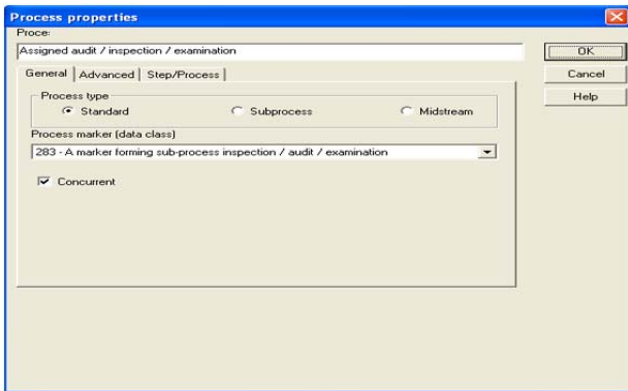 Process properties
Proce:
Assigned audit / inspection / examination
OK
General Advanced Step/Process
Cancel
Process type
Help
Standard Subprocess Midstream
Process marker (data class)
283 - A marker forming sub-process inspection / audit / examination
Concurrent